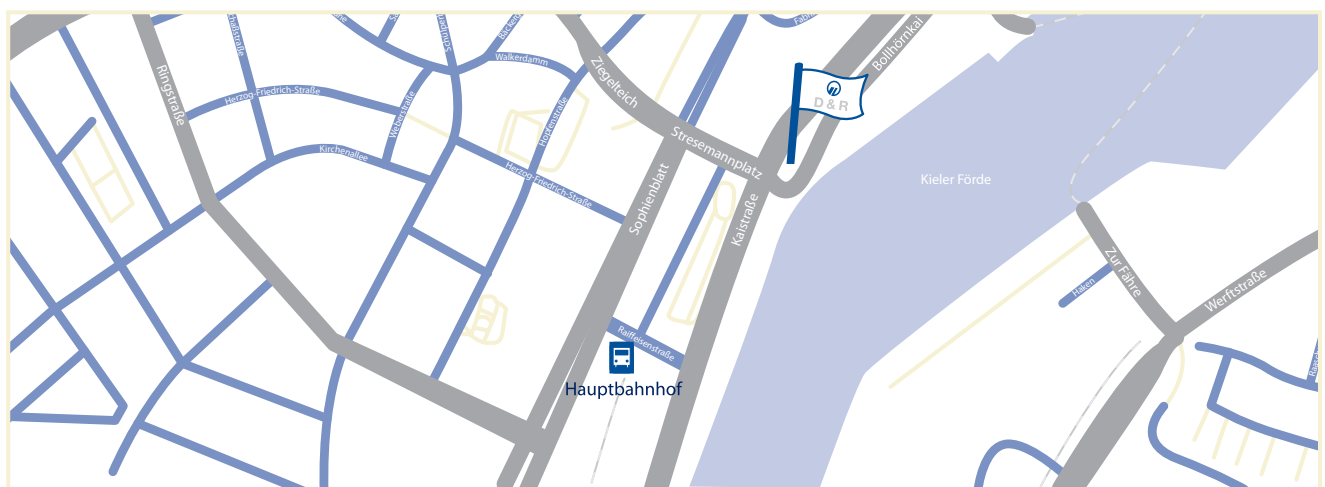 Walkerdamm
Ziegelteich
Bollhörnkai
Ringstraße
Herzog-Friedrich-Straße
Weberstraße
Hopfenstraße
D & R
Stresemannplatz
Kirchenallee
Herzog-Friedrich-Straße
Sophienblatt
Kaistraße
Kieler Förde
Zur Fähre
Haken
Werftstraße
Raiffeisenstraße
Hauptbahnhof